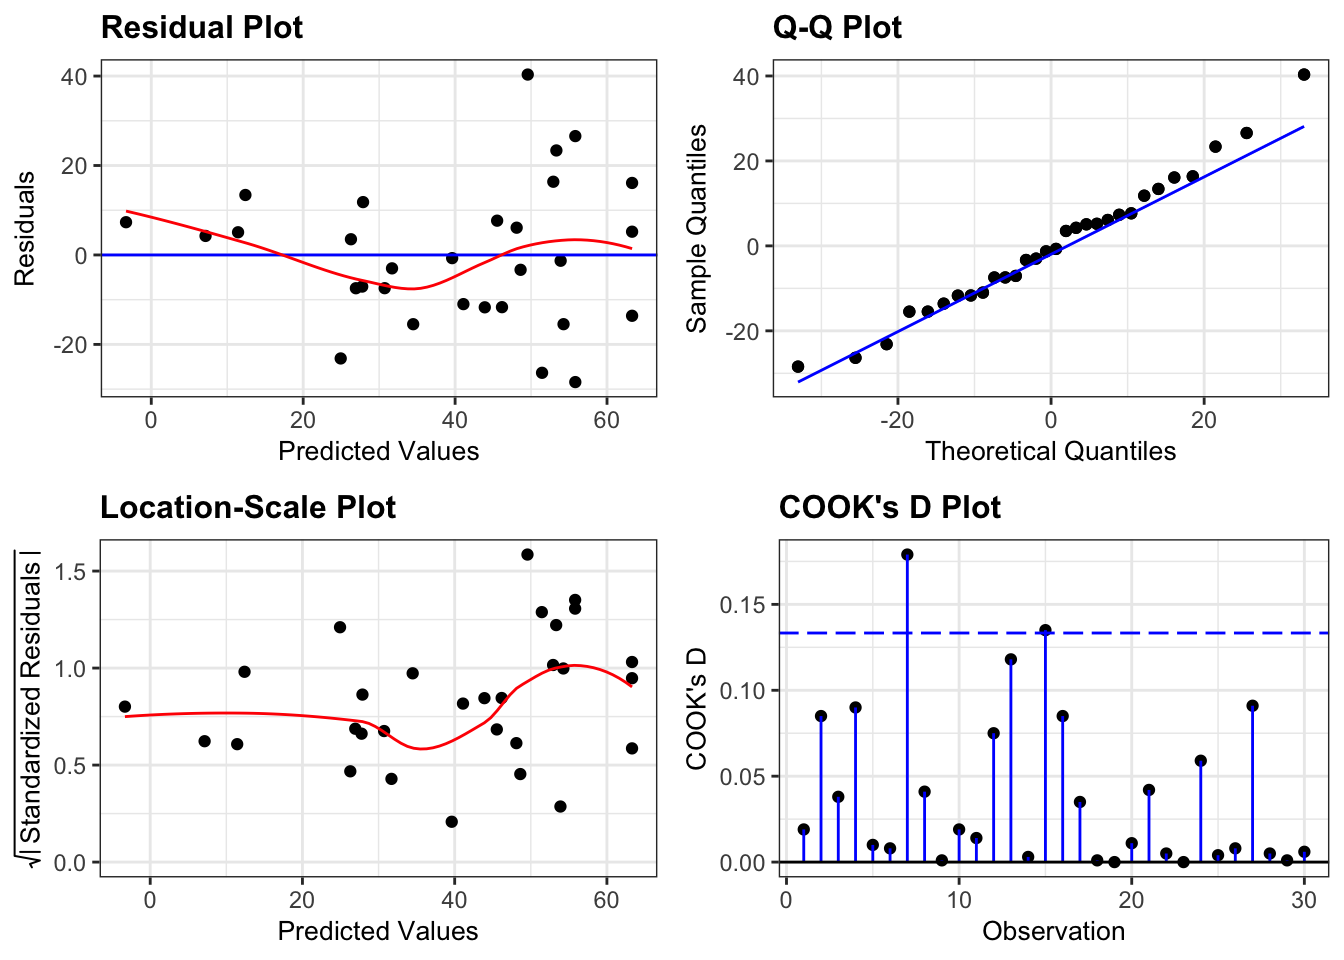 Residual Plot
40
20
0
-20
Residuals
0 20 40 60
Predicted Values
Q-Q Plot
40
20
0
-20
Sample Quantiles
-20 0 20
Theoretical Quantiles
Location-Scale Plot
1.5
1.0
0.5
0.0
√| Standardized Residuals |
0 20 40 60
Predicted Values
COOK's D Plot
0.15
0.10
0.05
0.00
COOK's D
0 10 20 30
Observation